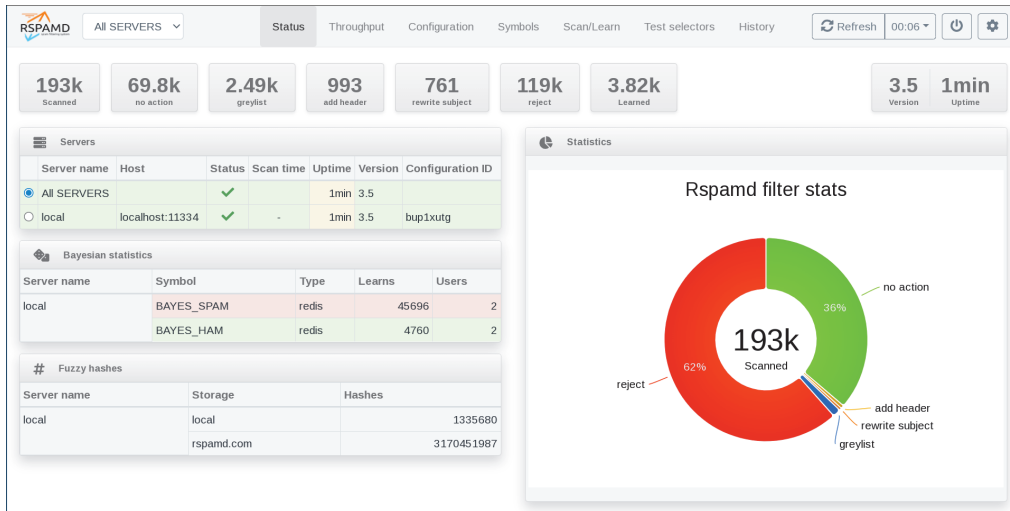 RSPAMD
All SERVERS
Status Throughput Configuration Symbols Scan/Learn Test selectors History
Refresh 00:06
193k 69.8k 2.49k 993 761 119k 3.82k 3.5 1min
Scanned no action greylist add header rewrite subject reject Learned Version Uptime
Servers
Server name Host Status Scan time Uptime Version Configuration ID
All SERVERS 1min 3.5
local localhost:11334 - 1min 3.5 bup1xutg
Bayesian statistics
Server name Symbol Type Learns Users
local BAYES_SPAM redis 45696 2
BAYES_HAM redis 4760 2
Fuzzy hashes
Server name Storage Hashes
local local 1335680
rspamd.com 3170451987
Statistics
Rspamd filter stats
no action
36%
193k
Scanned
62%
reject
add header
rewrite subject
greylist